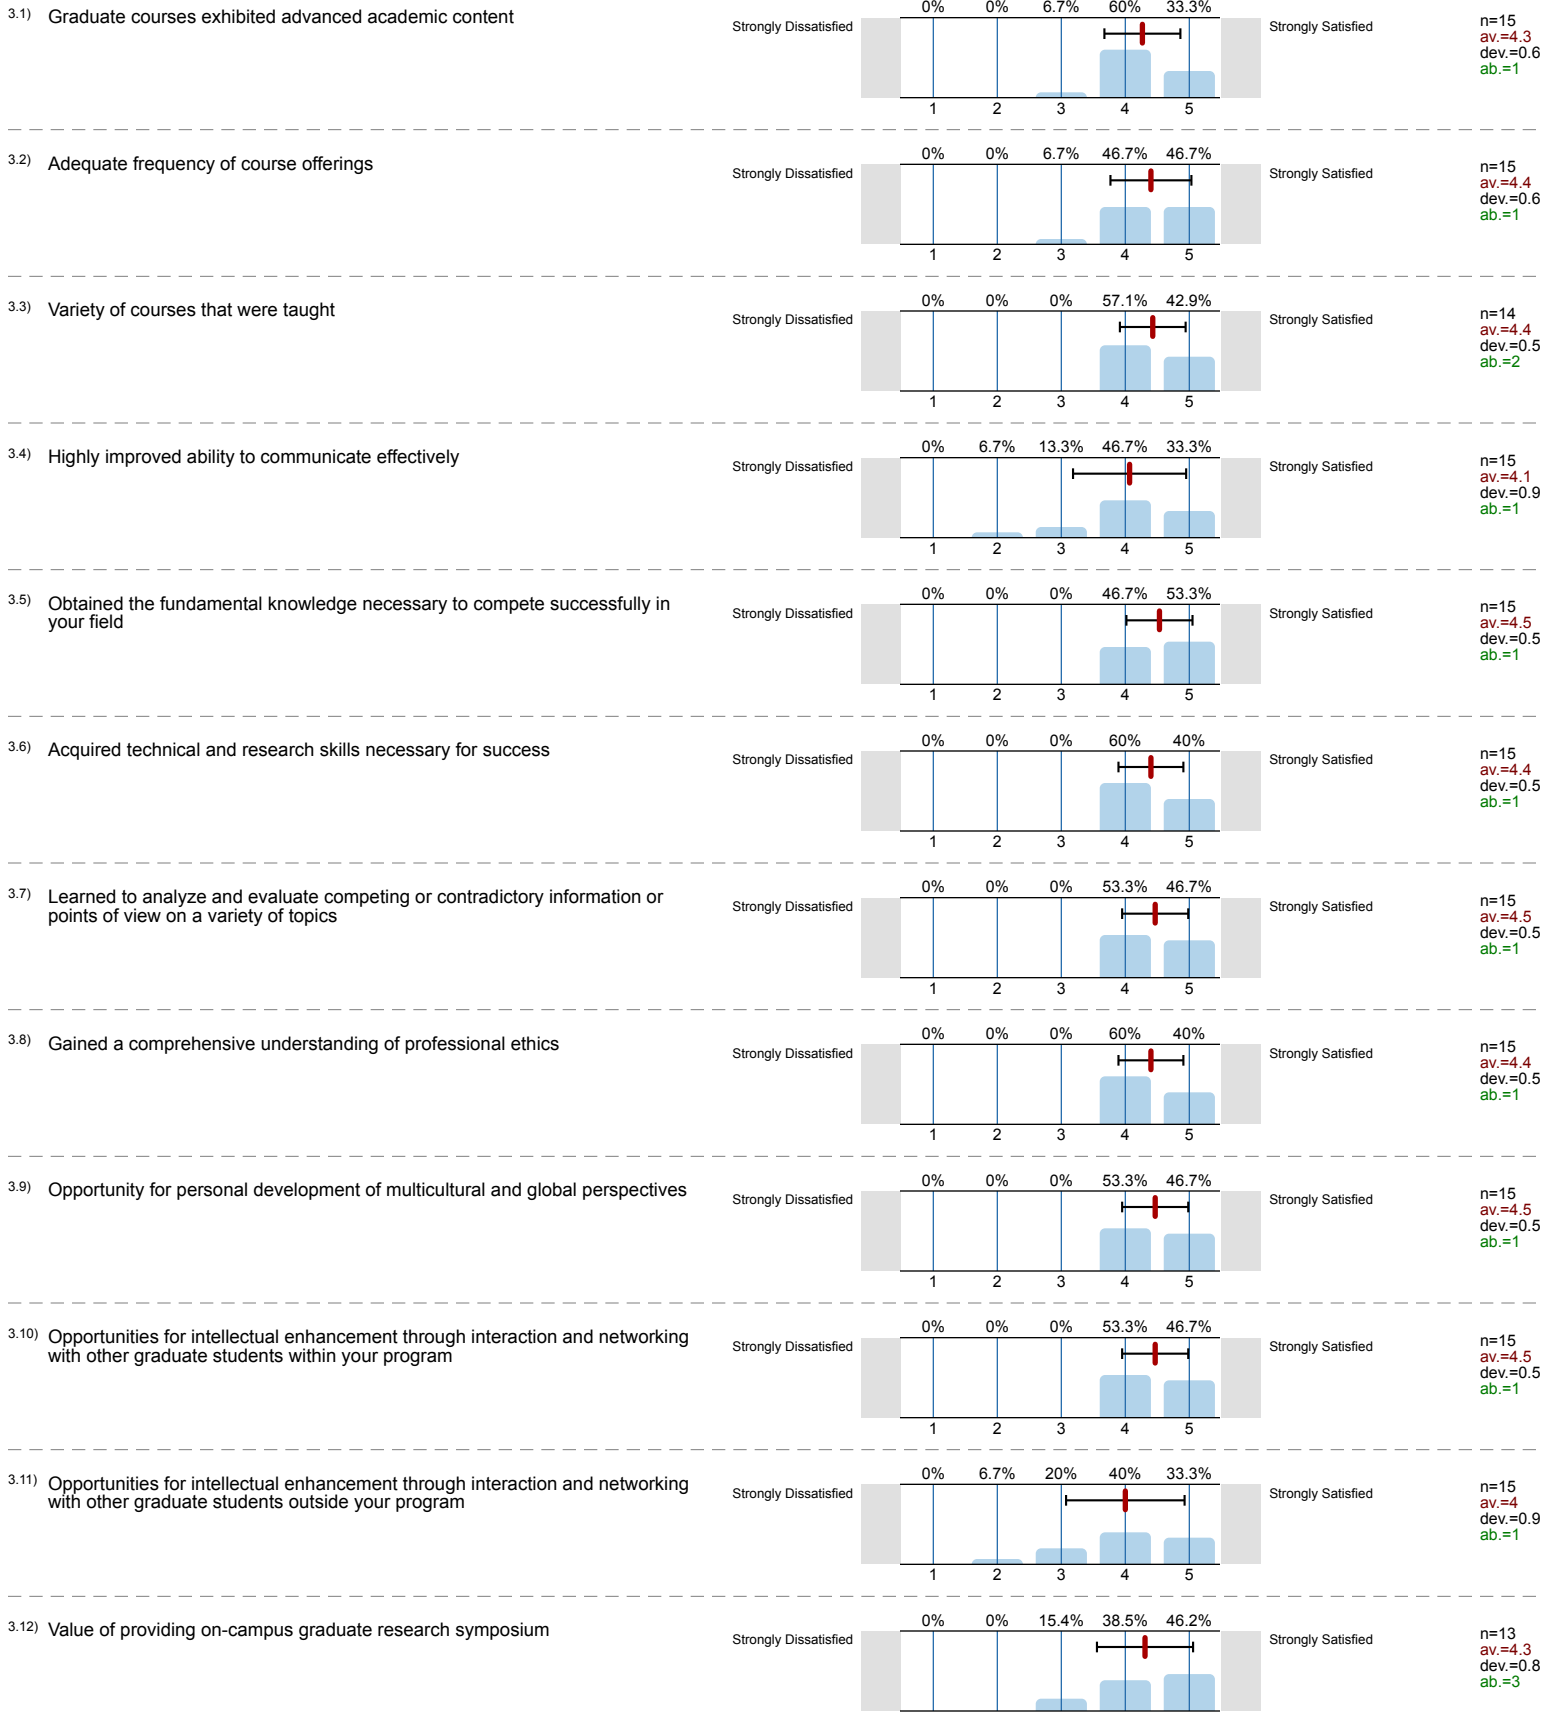 3.1) Graduate courses exhibited advanced academic content
Strongly Dissatisfied
0% 0% 6.7% 60% 33.3%
1 2 3 4 5
Strongly Satisfied
n=15
av.=4.3
dev.=0.6
ab.=1
3.2) Adequate frequency of course offerings
Strongly Dissatisfied
0% 0% 6.7% 46.7% 46.7%
1 2 3 4 5
Strongly Satisfied
n=15
av.=4.4
dev.=0.6
ab.=1
3.3) Variety of courses that were taught
Strongly Dissatisfied
0% 0% 0% 57.1% 42.9%
1 2 3 4 5
Strongly Satisfied
n=14
av.=4.4
dev.=0.5
ab.=2
3.4) Highly improved ability to communicate effectively
Strongly Dissatisfied
0% 6.7% 13.3% 46.7% 33.3%
1 2 3 4 5
Strongly Satisfied
n=15
av.=4.1
dev.=0.9
ab.=1
3.5) Obtained the fundamental knowledge necessary to compete successfully in
your field
Strongly Dissatisfied
0% 0% 0% 46.7% 53.3%
1 2 3 4 5
Strongly Satisfied
n=15
av.=4.5
dev.=0.5
ab.=1
3.6) Acquired technical and research skills necessary for success
Strongly Dissatisfied
0% 0% 0% 60% 40%
1 2 3 4 5
Strongly Satisfied
n=15
av.=4.4
dev.=0.5
ab.=1
3.7) Learned to analyze and evaluate competing or contradictory information or
points of view on a variety of topics
Strongly Dissatisfied
0% 0% 0% 53.3% 46.7%
1 2 3 4 5
Strongly Satisfied
n=15
av.=4.5
dev.=0.5
ab.=1
3.8) Gained a comprehensive understanding of professional ethics
Strongly Dissatisfied
0% 0% 0% 60% 40%
1 2 3 4 5
Strongly Satisfied
n=15
av.=4.4
dev.=0.5
ab.=1
3.9) Opportunity for personal development of multicultural and global perspectives
Strongly Dissatisfied
0% 0% 0% 53.3% 46.7%
1 2 3 4 5
Strongly Satisfied
n=15
av.=4.5
dev.=0.5
ab.=1
3.10) Opportunities for intellectual enhancement through interaction and networking
with other graduate students within your program
Strongly Dissatisfied
0% 0% 0% 53.3% 46.7%
1 2 3 4 5
Strongly Satisfied
n=15
av.=4.5
dev.=0.5
ab.=1
3.11) Opportunities for intellectual enhancement through interaction and networking
with other graduate students outside your program
Strongly Dissatisfied
0% 6.7% 20% 40% 33.3%
1 2 3 4 5
Strongly Satisfied
n=15
av.=4
dev.=0.9
ab.=1
3.12) Value of providing on-campus graduate research symposium
Strongly Dissatisfied
0% 0% 15.4% 38.5% 46.2%
Strongly Satisfied
n=13
av.=4.3
dev.=0.8
ab.=3